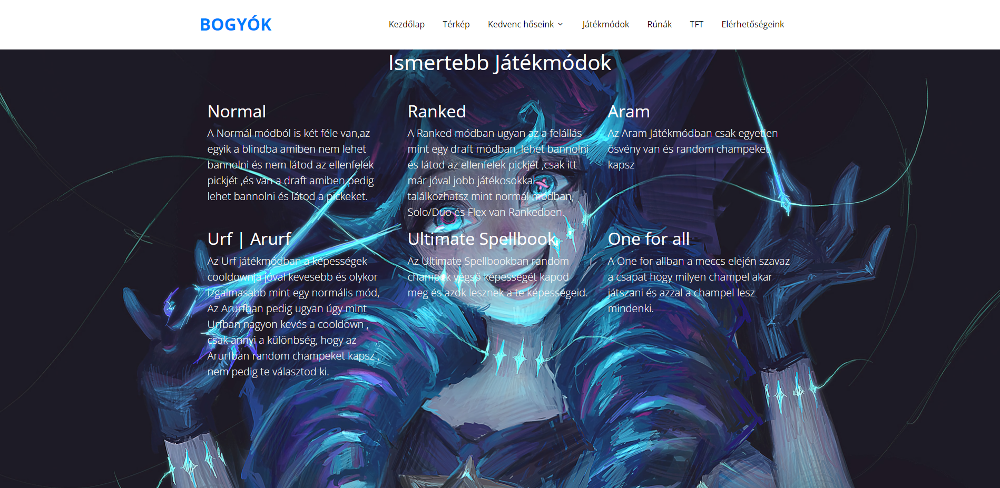 BOGYÓK
Kezdőlap
Térkép
Kedvenc hőseink
Játékmódok
Rúnák
TFT
Elérhetőségeink
Ismertebb Játékmódok
Normal
A Normál módból is két féle van,az
egyik a blindba amiben nem lehet
bannolni és nem látod az ellenfelek
pickjét ,és van a draft amiben pedig
lehet bannolni és látod a pickeket.
Ranked
A Ranked módban ugyan az a felállás
mint egy draft módban, lehet bannolni
és látod az ellenfelek pickjét ,csak itt
már jóval jobb játékosokkal
találkozhatsz mint normál módban,
Solo/Duo és Flex van Rankedben.
Aram
Az Aram Játékmódban csak egyetlen
ösvény van és random champeket
kapsz
Urf | Arurf
Az Urf játékmódban a képességek
cooldownja jóval kevesebb és olykor
izgalmasabb mint egy normális mód,
Az Arurfban pedig ugyan úgy mint
Urfban nagyon kevés a cooldown ,
csak annyi a különbség, hogy az
Arurfban random champeket kapsz ,
nem pedig te választod ki.
Ultimate Spellbook
Az Ultimate Spellbookban random
champek végső képességét kapod
meg és azok lesznek a te képességeid.
One for all
A One for allban a meccs elején szavaz
a csapat hogy milyen champel akar
játszani és azzal a champel lesz
mindenki.